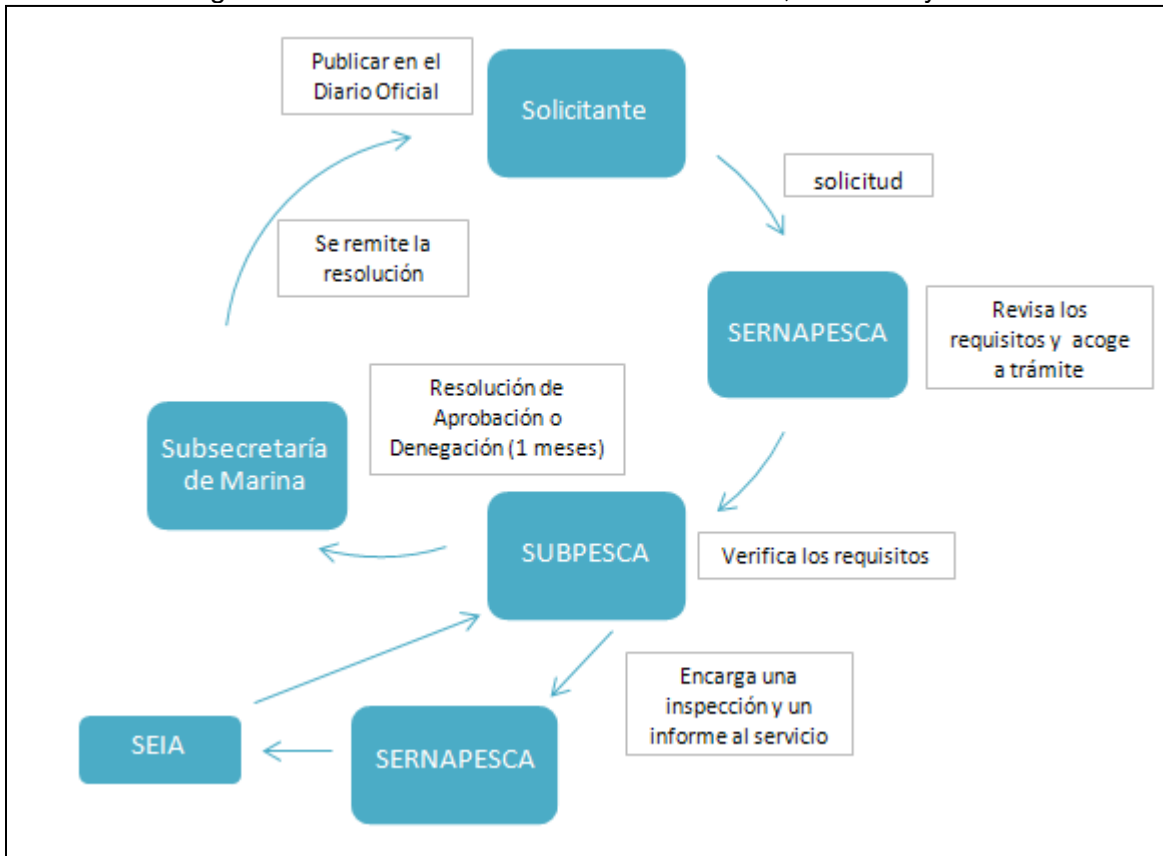 Publicar en el
Diario Oficial
Solicitante
solicitud
Se remite la
resolución
SERNAPESCA
Revisa los
requisitos y acoge
a trámite
Resolución de
Aprobación o
Denegación (1 meses)
Subsecretaría
de Marina
SUBPESCA
Verifica los requisitos
Encarga una
inspección y un
informe al servicio
SEIA
SERNAPESCA